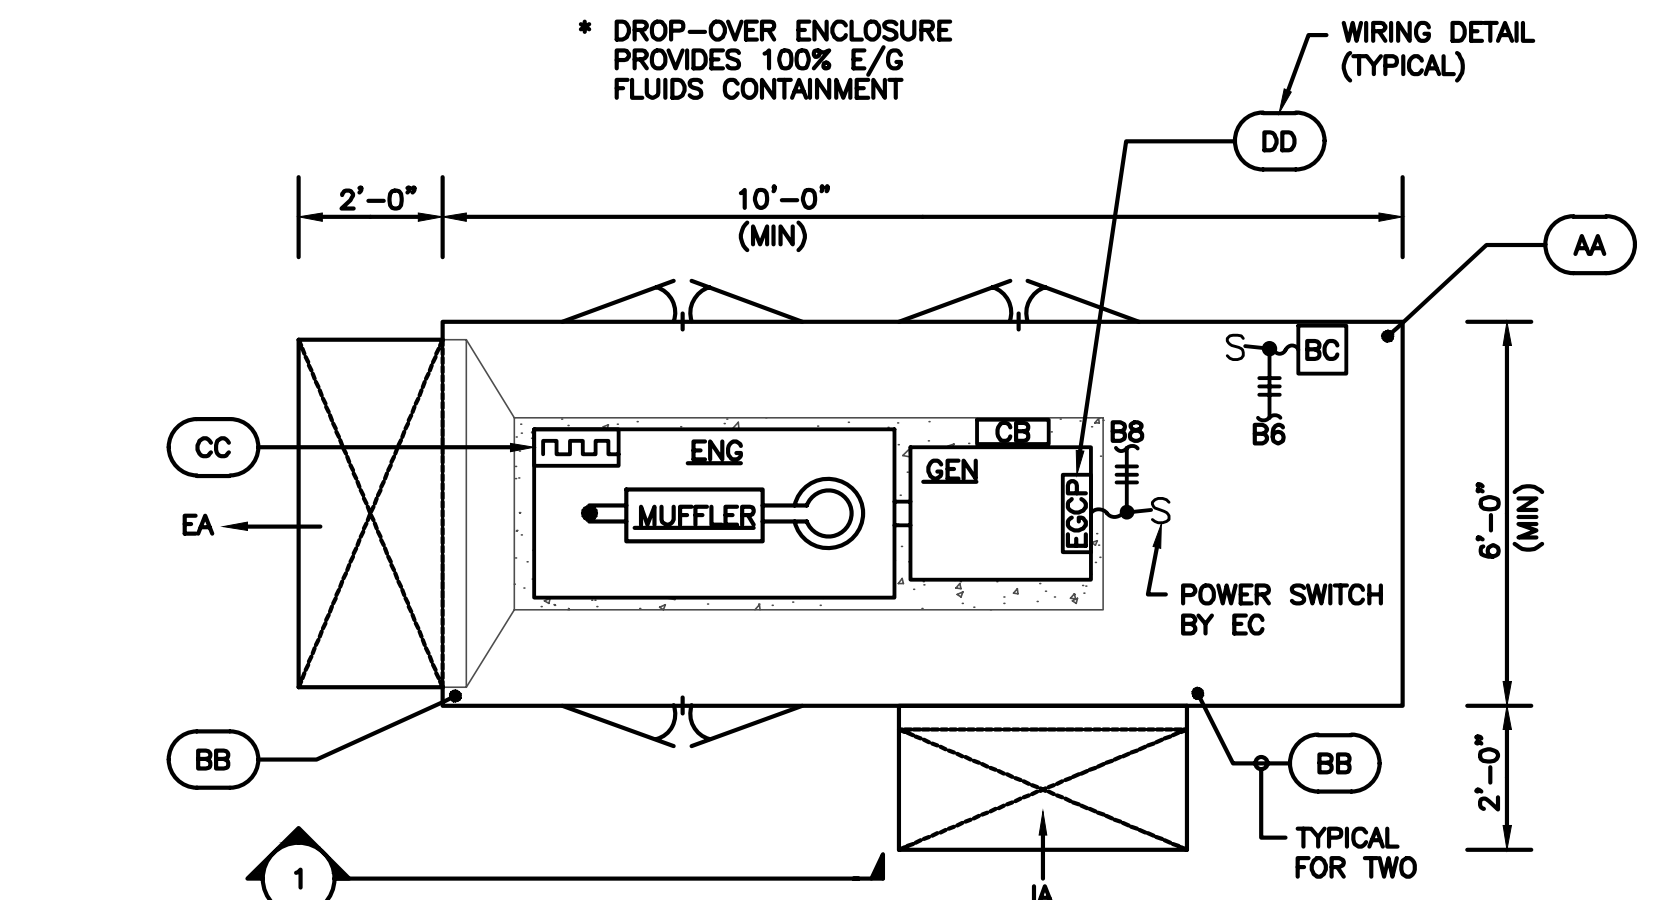 * DROP-OVER ENCLOSURE
PROVIDES 100% E/G
FLUIDS CONTAINMENT
WIRING DETAIL
(TYPICAL)
DD
2'-0"
10'-0"
(MIN)
AA
S
BC
B6
CC
ENG
CB
B8
GEN
MUFFLER
EGCP
S
EA
6'-0"
(MIN)
POWER SWITCH
BY EC
BB
BB
2'-0"
TYPICAL
FOR TWO
1
IA